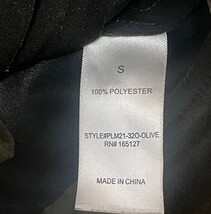 S
100% POLYESTER
STYLE#PLM21-32O-OLIVE.
RN# 165127
MADE IN CHINA